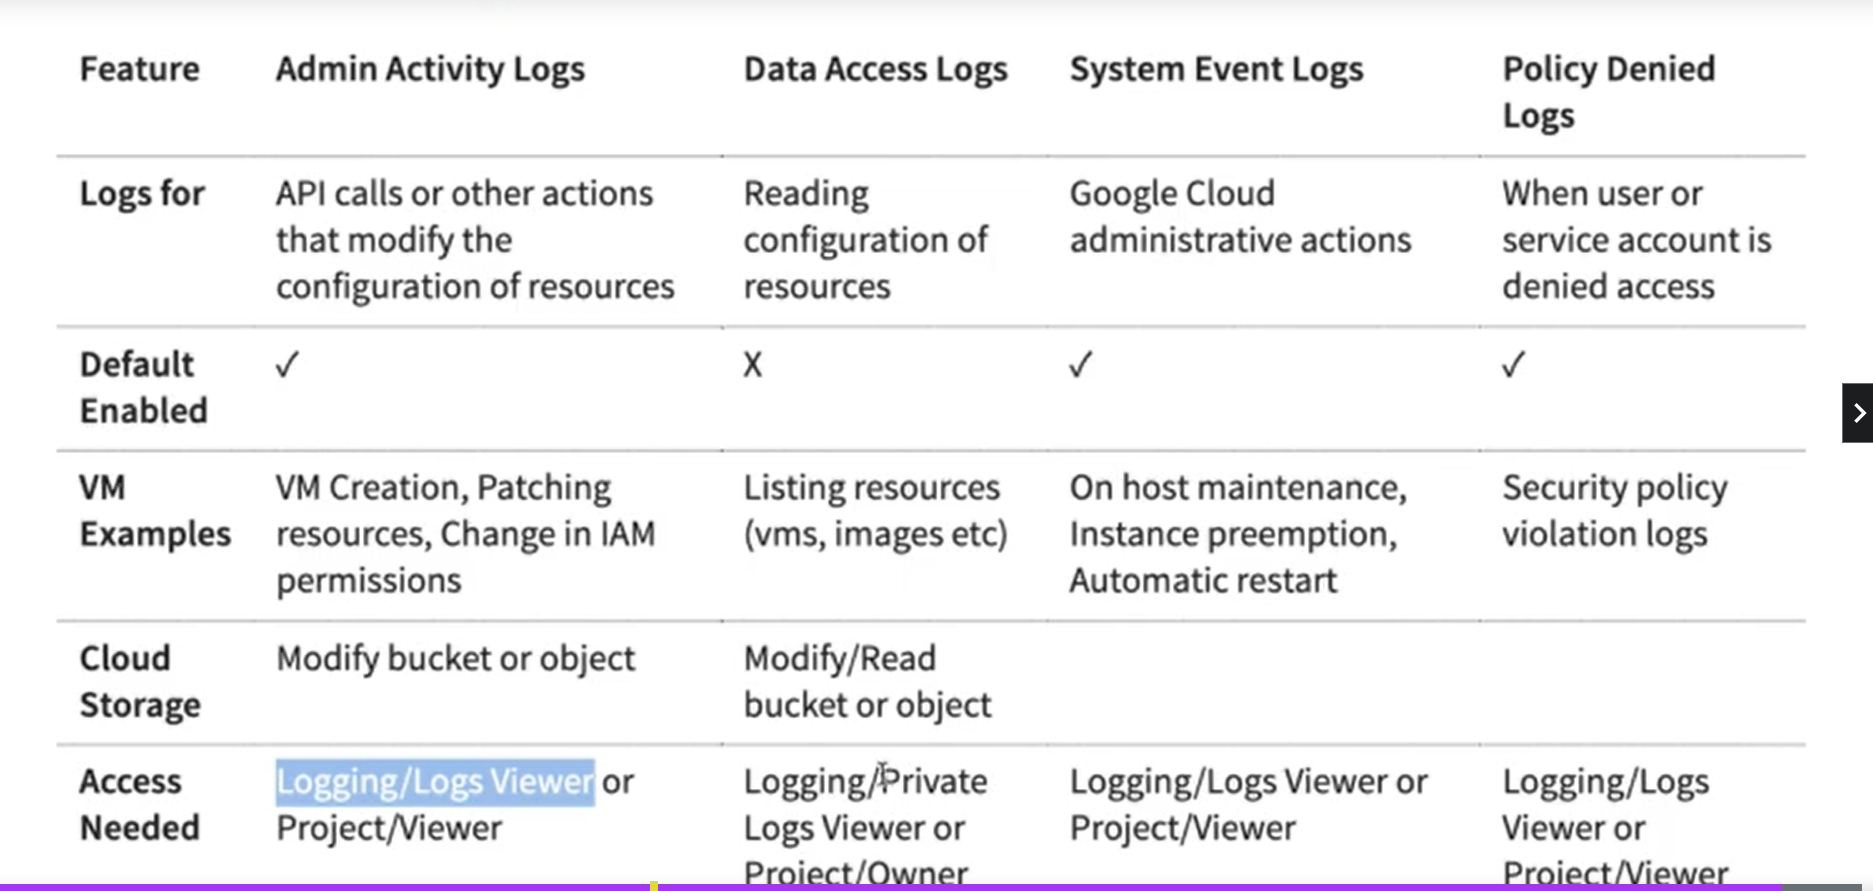 Feature Admin Activity Logs Data Access Logs System Event Logs Policy Denied
Logs
Logs for API calls or other actions Reading Google Cloud When user or
that modify the configuration of administrative actions service account is
configuration of resources resources denied access
Default ✓ X ✓ ✓
Enabled
VM VM Creation, Patching Listing resources On host maintenance, Security policy
Examples resources, Change in IAM (vms, images etc) Instance preemption, violation logs
permissions Automatic restart
Cloud Modify bucket or object Modify/Read
Storage bucket or object
Access Logging/Logs Viewer or Logging/Private Logging/Logs Viewer or Logging/Logs
Needed Project/Viewer Logs Viewer or Project/Viewer Viewer or
Project/Owner Project/Viewer